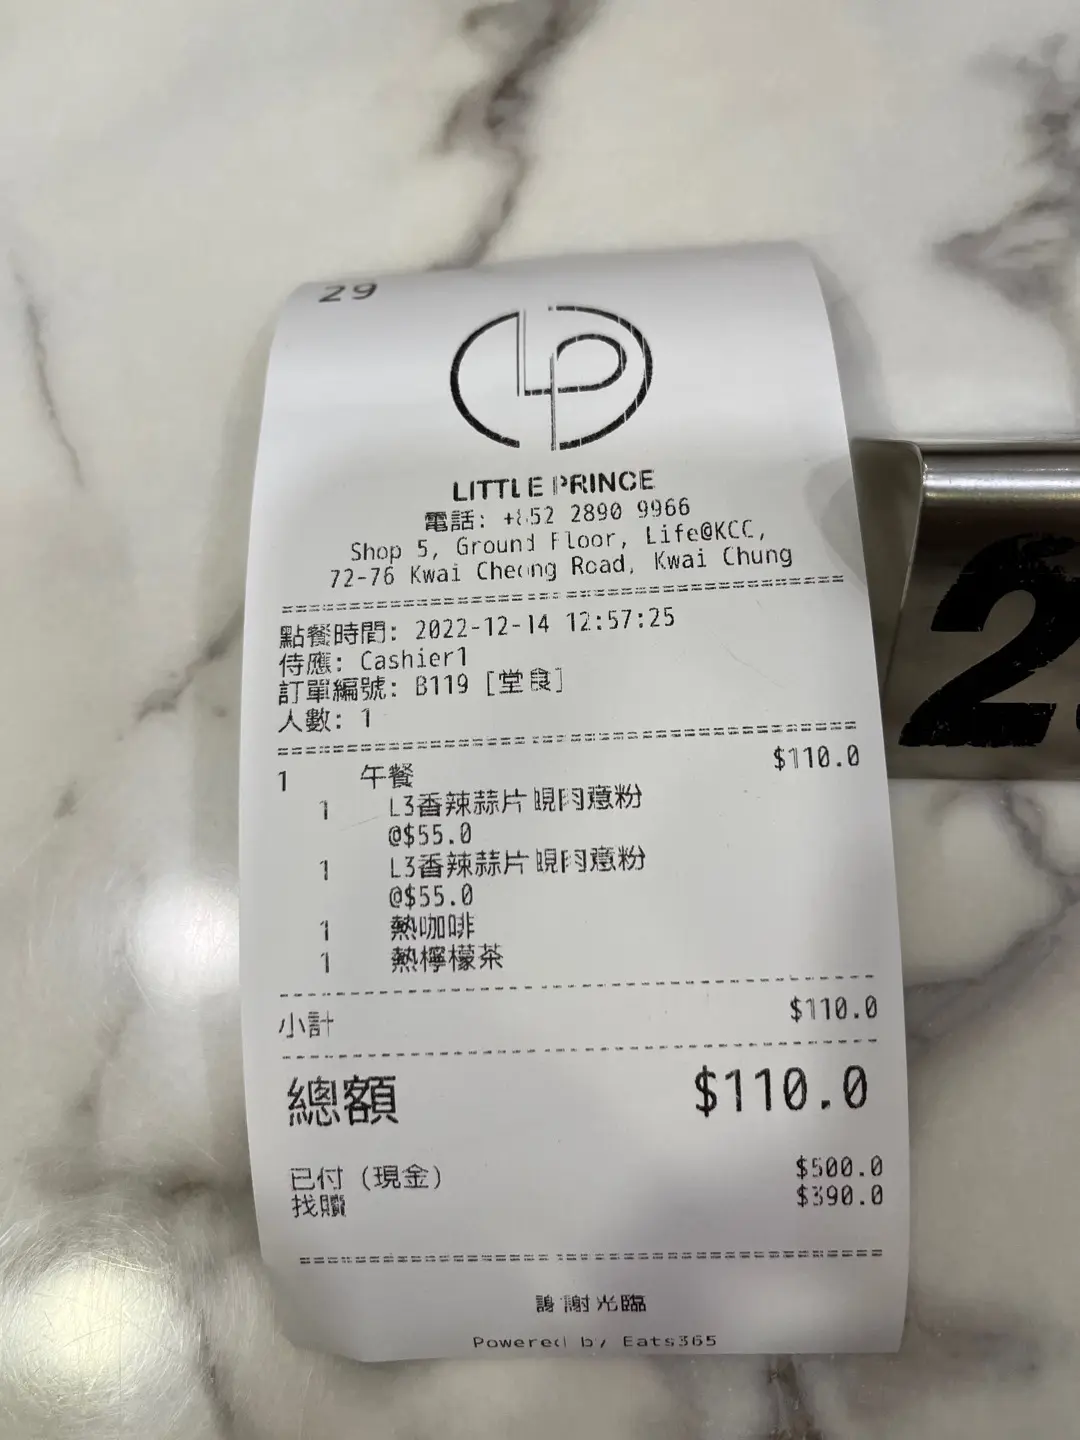 29
LITTLE PRINCE
電話: +852 2890 9966
Shop 5, Ground Floor, Life@KCC,
72-76 Kwai Cheong Road, Kwai Chung
點餐時間: 2022-12-14 12:57:25
侍應: Cashier1
訂單編號: B119 [堂食]
人數: 1
1 午餐 $110.0
1 L3香辣蒜片蜆肉意粉
@$55.0
1 L3香辣蒜片蜆肉意粉
@$55.0
1 熱咖啡
1 熱檸檬茶
小計 $110.0
總額 $110.0
已付 (現金) $500.0
找贖 $390.0
謝謝光臨
Powered by Eats365
2